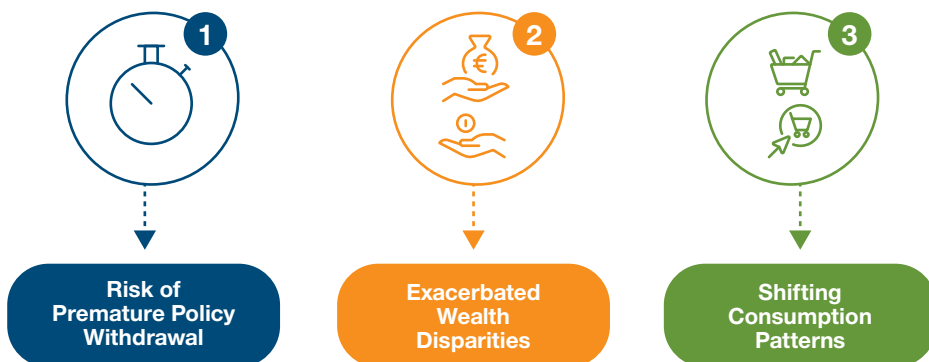 1
2
3
€
Risk of
Premature Policy
Withdrawal
Exacerbated
Wealth
Disparities
Shifting
Consumption
Patterns